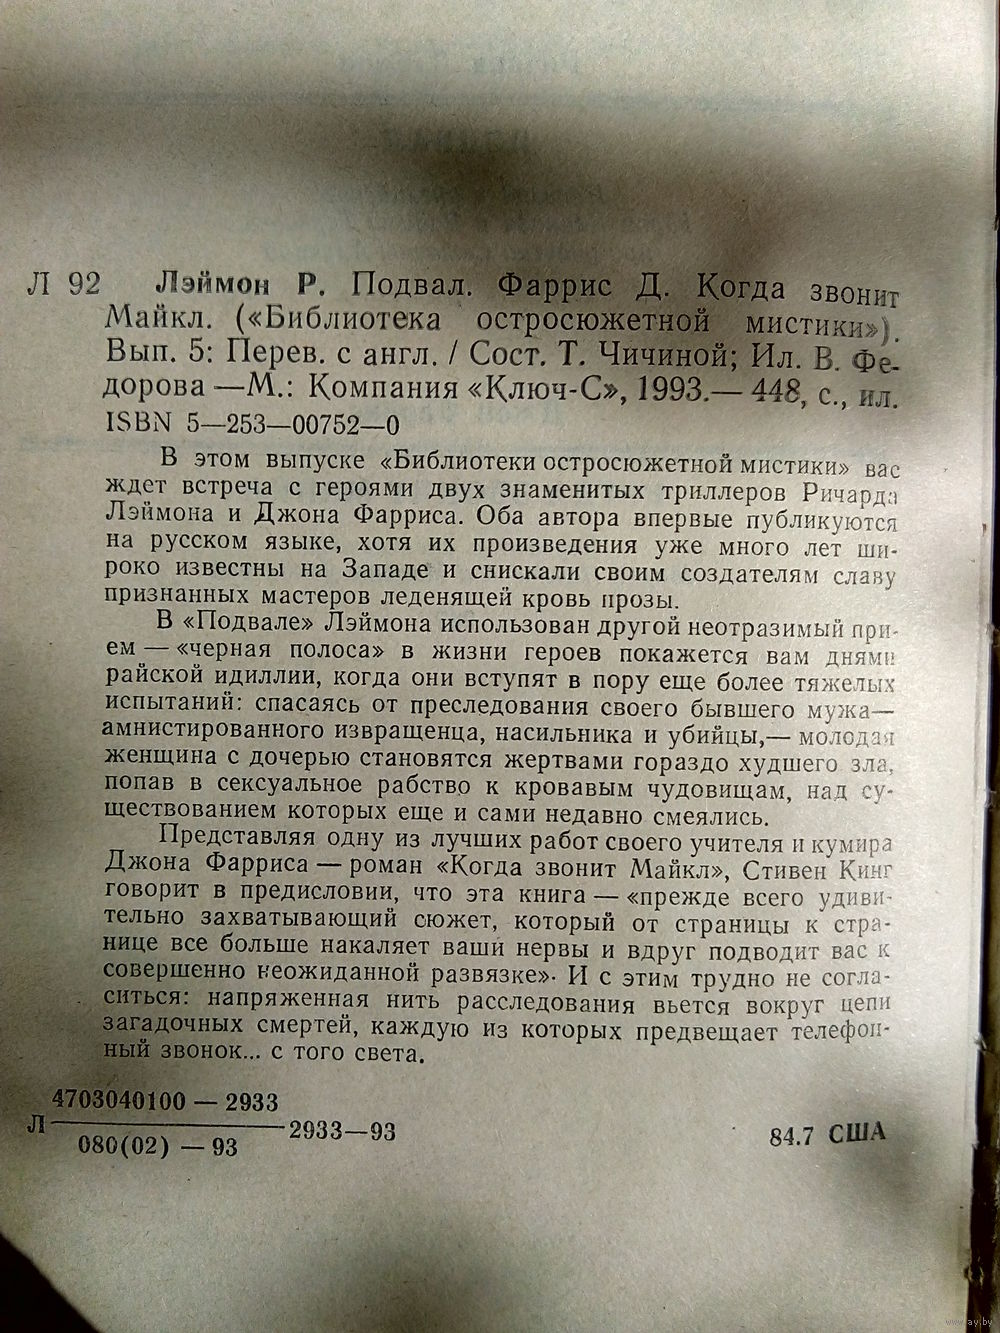 Л 92 Лэймон Р. Подвал. Фаррис Д. Когда звонит
Майкл. («Библиотека остросюжетной мистики»).
Вып. 5: Перев. с англ. / Сост. Т. Чичиной; Ил. В. Фе-
дорова —М.: Компания «Ключ-С», 1993.— 448, с., ил.
ISBN 5—253—00752—0
В этом выпуске «Библиотеки остросюжетной мистики» вас
ждет встреча с героями двух знаменитых триллеров Ричарда
Лэймона и Джона Фарриса. Оба автора впервые публикуются
на русском языке, хотя их произведения уже много лет ши-
роко известны на Западе и снискали своим создателям славу
признанных мастеров леденящей кровь прозы.
В «Подвале» Лэймона использован другой неотразимый при-
ем — «черная полоса» в жизни героев покажется вам днями
райской идиллии, когда они вступят в пору еще более тяжелых
испытаний: спасаясь от преследования своего бывшего мужа—
амнистированного извращенца, насильника и убийцы,— молодая
женщина с дочерью становятся жертвами гораздо худшего зла,
попав в сексуальное рабство к кровавым чудовищам, над су-
ществованием которых еще и сами недавно смеялись.
Представляя одну из лучших работ своего учителя и кумира
Джона Фарриса — роман «Когда звонит Майкл», Стивен Кинг
говорит в предисловии, что эта книга — «прежде всего удиви-
тельно захватывающий сюжет, который от страницы к стра-
нице все больше накаляет ваши нервы и вдруг подводит вас к
совершенно неожиданной развязке». И с этим трудно не согла-
ситься: напряженная нить расследования вьется вокруг цепи
загадочных смертей, каждую из которых предвещает телефон-
ный звонок... с того света.
4703040100 — 2933
Л 2933—93
080(02) — 93
84.7 США
www.ay.by